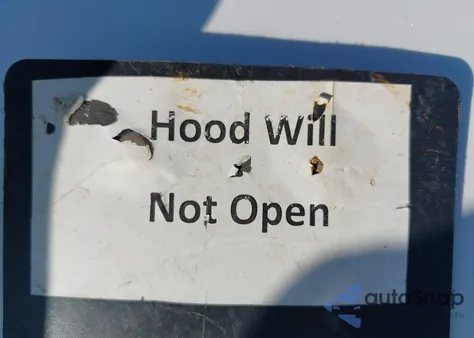 Hood Will
Not Open
autoSnap